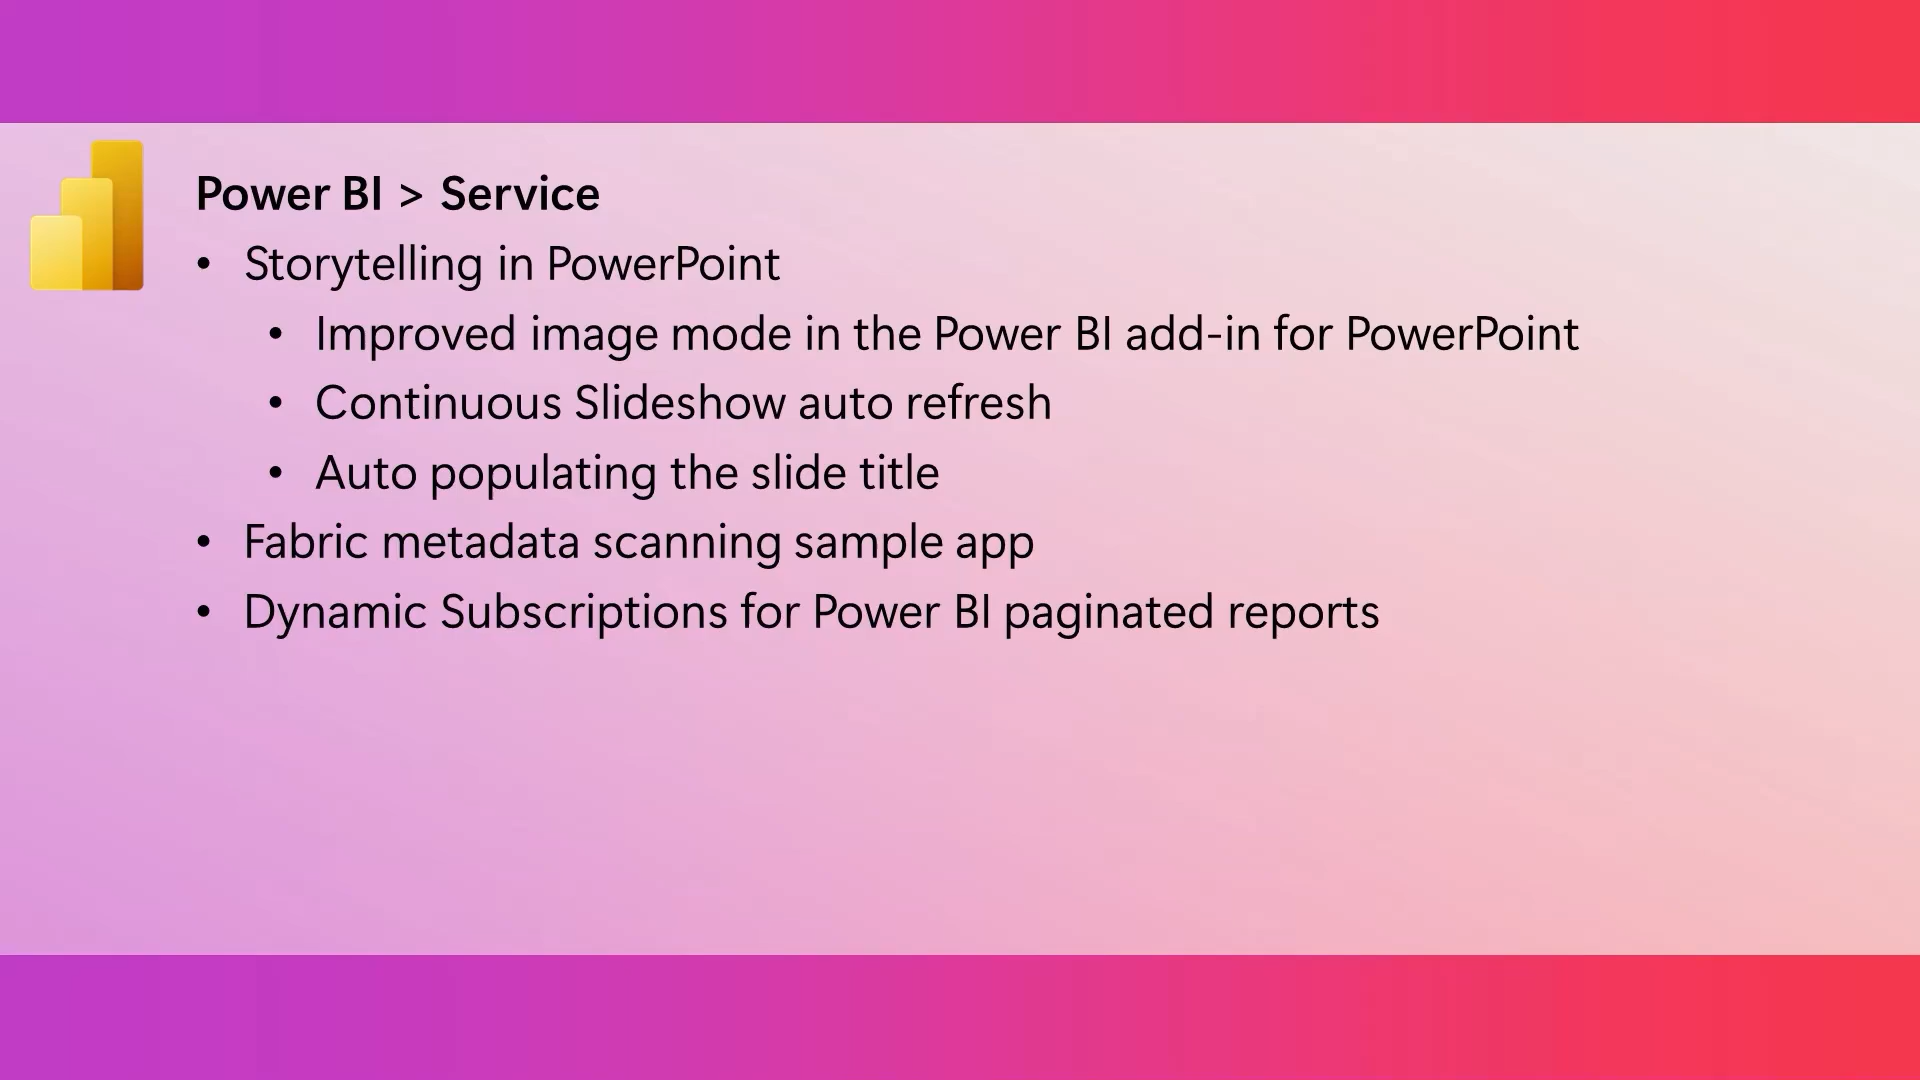 Power BI > Service
• Storytelling in PowerPoint
• Improved image mode in the Power BI add-in for PowerPoint
• Continuous Slideshow auto refresh
• Auto populating the slide title
• Fabric metadata scanning sample app
• Dynamic Subscriptions for Power BI paginated reports